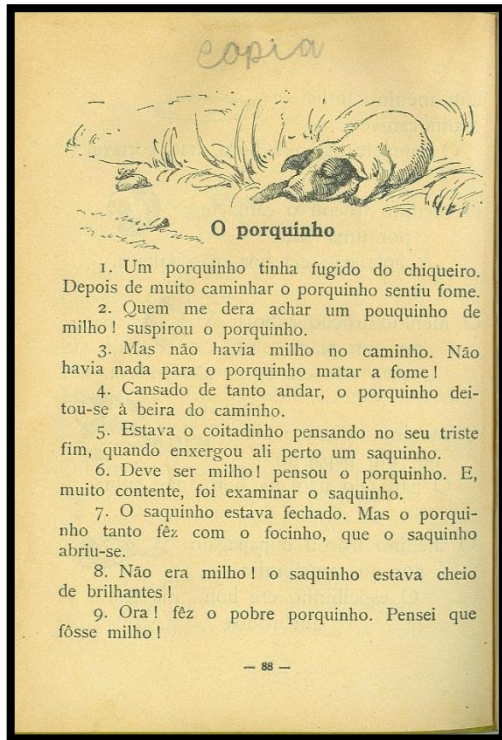 copia
O porquinho
1. Um porquinho tinha fugido do chiqueiro.
Depois de muito caminhar o porquinho sentiu fome.
2. Quem me dera achar um pouquinho de
milho! suspirou o porquinho.
3. Mas não havia milho no caminho. Não
havia nada para o porquinho matar a fome!
4. Cansado de tanto andar, o porquinho dei-
tou-se à beira do caminho.
5. Estava o coitadinho pensando no seu triste
fim, quando enxergou ali perto um saquinho.
6. Deve ser milho! pensou o porquinho. E,
muito contente, foi examinar o saquinho.
7. O saquinho estava fechado. Mas o porqui-
nho tanto fêz com o focinho, que o saquinho
abriu-se.
8. Não era milho! o saquinho estava cheio
de brilhantes!
9. Ora! fêz o pobre porquinho. Pensei que
fôsse milho!
— 88 —